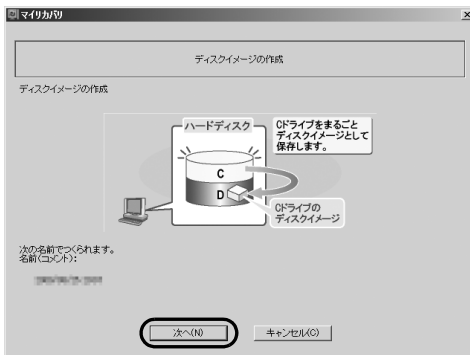 マイリカバリ
ディスクイメージの作成
ディスクイメージの作成
ハードディスク
Cドライブをまるごと
ディスクイメージとして
保存します。
C
D
Cドライブの
ディスクイメージ
次の名前でつくられます。
名前(コメント):
次へ(N)
キャンセル(C)